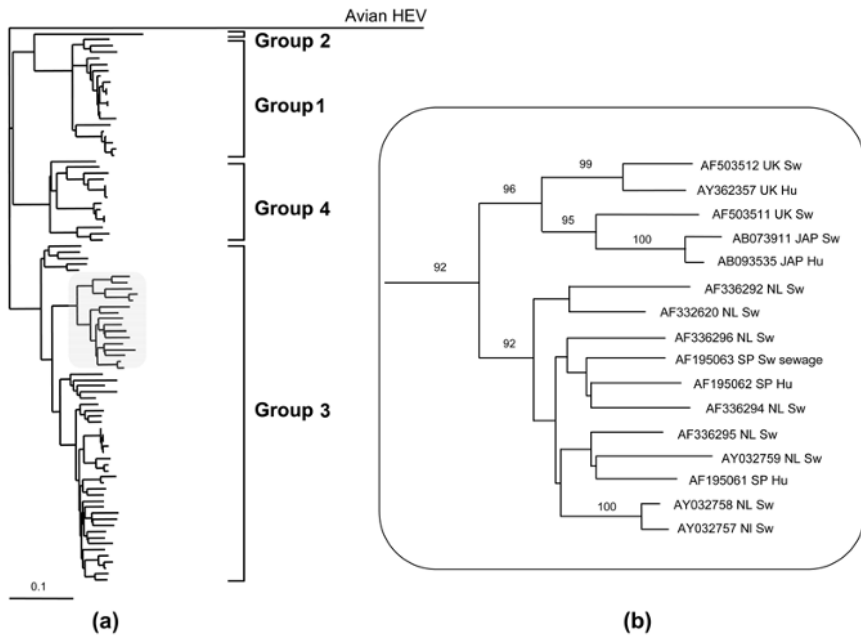 Avian HEV
Group 2
Group 1
Group 4
Group 3
0.1
(a)
99
AF503512 UK Sw
96
AY362357 UK Hu
AF503511 UK Sw
95
AB073911 JAP Sw
100
AB093535 JAP Hu
92
AF336292 NL Sw
AF332620 NL Sw
92
AF336296 NL Sw
AF195063 SP Sw sewage
AF195062 SP Hu
AF336294 NL Sw
AF336295 NL Sw
AY032759 NL Sw
AF195061 SP Hu
100
AY032758 NL Sw
AY032757 Nl Sw
(b)